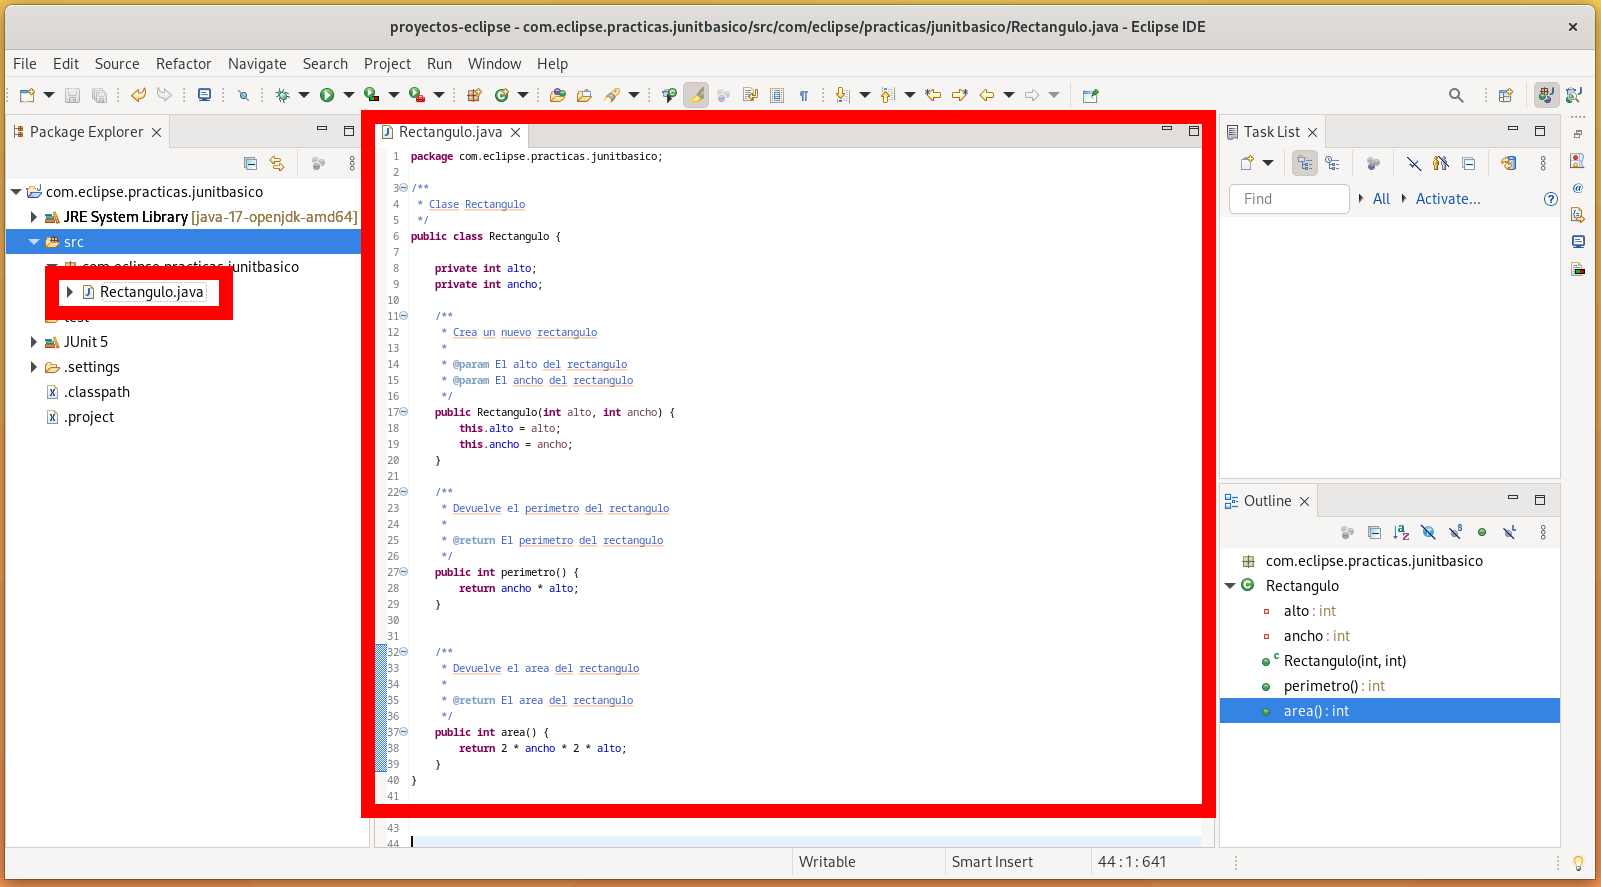 proyectos-eclipse - com.eclipse.practicas.junitbasico/src/com/eclipse/practicas/junitbasico/Rectangulo.java - Eclipse IDE
File Edit Source Refactor Navigate Search Project Run Window Help
Package Explorer
com.eclipse.practicas.junitbasico
JRE System Library [java-17-openjdk-amd64]
src
com.eclipse.practicas.junitbasico
Rectangulo.java
test
JUnit 5
.settings
.classpath
.project
Rectangulo.java
1 package com.eclipse.practicas.junitbasico;
2
3 /**
4 * Clase Rectangulo
5 */
6 public class Rectangulo {
7
8 private int alto;
9 private int ancho;
10
11 /**
12 * Crea un nuevo rectangulo
13 *
14 * @param El alto del rectangulo
15 * @param El ancho del rectangulo
16 */
17 public Rectangulo(int alto, int ancho) {
18 this.alto = alto;
19 this.ancho = ancho;
20 }
21
22 /**
23 * Devuelve el perimetro del rectangulo
24 *
25 * @return El perimetro del rectangulo
26 */
27 public int perimetro() {
28 return ancho * alto;
29 }
30
31
32 /**
33 * Devuelve el area del rectangulo
34 *
35 * @return El area del rectangulo
36 */
37 public int area() {
38 return 2 * ancho * 2 * alto;
39 }
40 }
41
43
44
Task List
Find
All
Activate...
Outline
com.eclipse.practicas.junitbasico
Rectangulo
alto : int
ancho : int
Rectangulo(int, int)
perimetro() : int
area() : int
Writable
Smart Insert
44 : 1 : 641